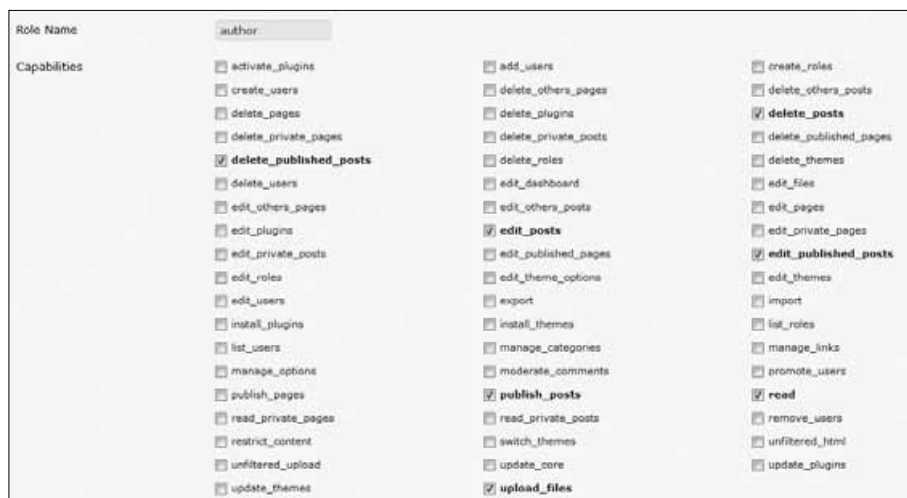 Role Name author
Capabilities activate_plugins add_users create_roles
create_users delete_others_pages delete_others_posts
delete_pages delete_plugins delete_posts
delete_private_pages delete_private_posts delete_published_pages
delete_published_posts delete_roles delete_themes
delete_users edit_dashboard edit_files
edit_others_pages edit_others_posts edit_pages
edit_plugins edit_posts edit_private_pages
edit_private_posts edit_published_pages edit_published_posts
edit_roles edit_theme_options edit_themes
edit_users export import
install_plugins install_themes list_roles
list_users manage_categories manage_links
manage_options moderate_comments promote_users
publish_pages publish_posts read
read_private_pages read_private_posts remove_users
restrict_content switch_themes unfiltered_html
unfiltered_upload update_core update_plugins
update_themes upload_files